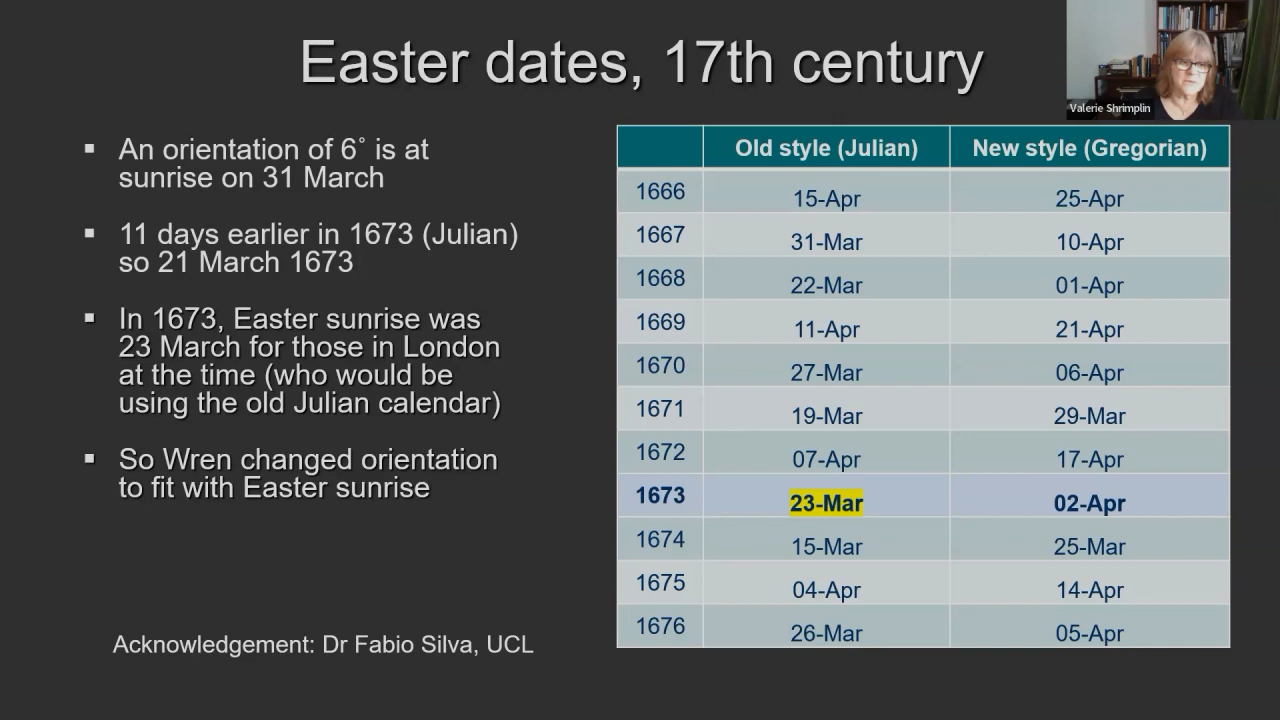 Easter dates, 17th century
Valerie Shrimplin
▪ An orientation of 6˚ is at
sunrise on 31 March
▪ 11 days earlier in 1673 (Julian)
so 21 March 1673
▪ In 1673, Easter sunrise was
23 March for those in London
at the time (who would be
using the old Julian calendar)
▪ So Wren changed orientation
to fit with Easter sunrise
Acknowledgement: Dr Fabio Silva, UCL
Old style (Julian) New style (Gregorian)
1666 15-Apr 25-Apr
1667 31-Mar 10-Apr
1668 22-Mar 01-Apr
1669 11-Apr 21-Apr
1670 27-Mar 06-Apr
1671 19-Mar 29-Mar
1672 07-Apr 17-Apr
1673 23-Mar 02-Apr
1674 15-Mar 25-Mar
1675 04-Apr 14-Apr
1676 26-Mar 05-Apr